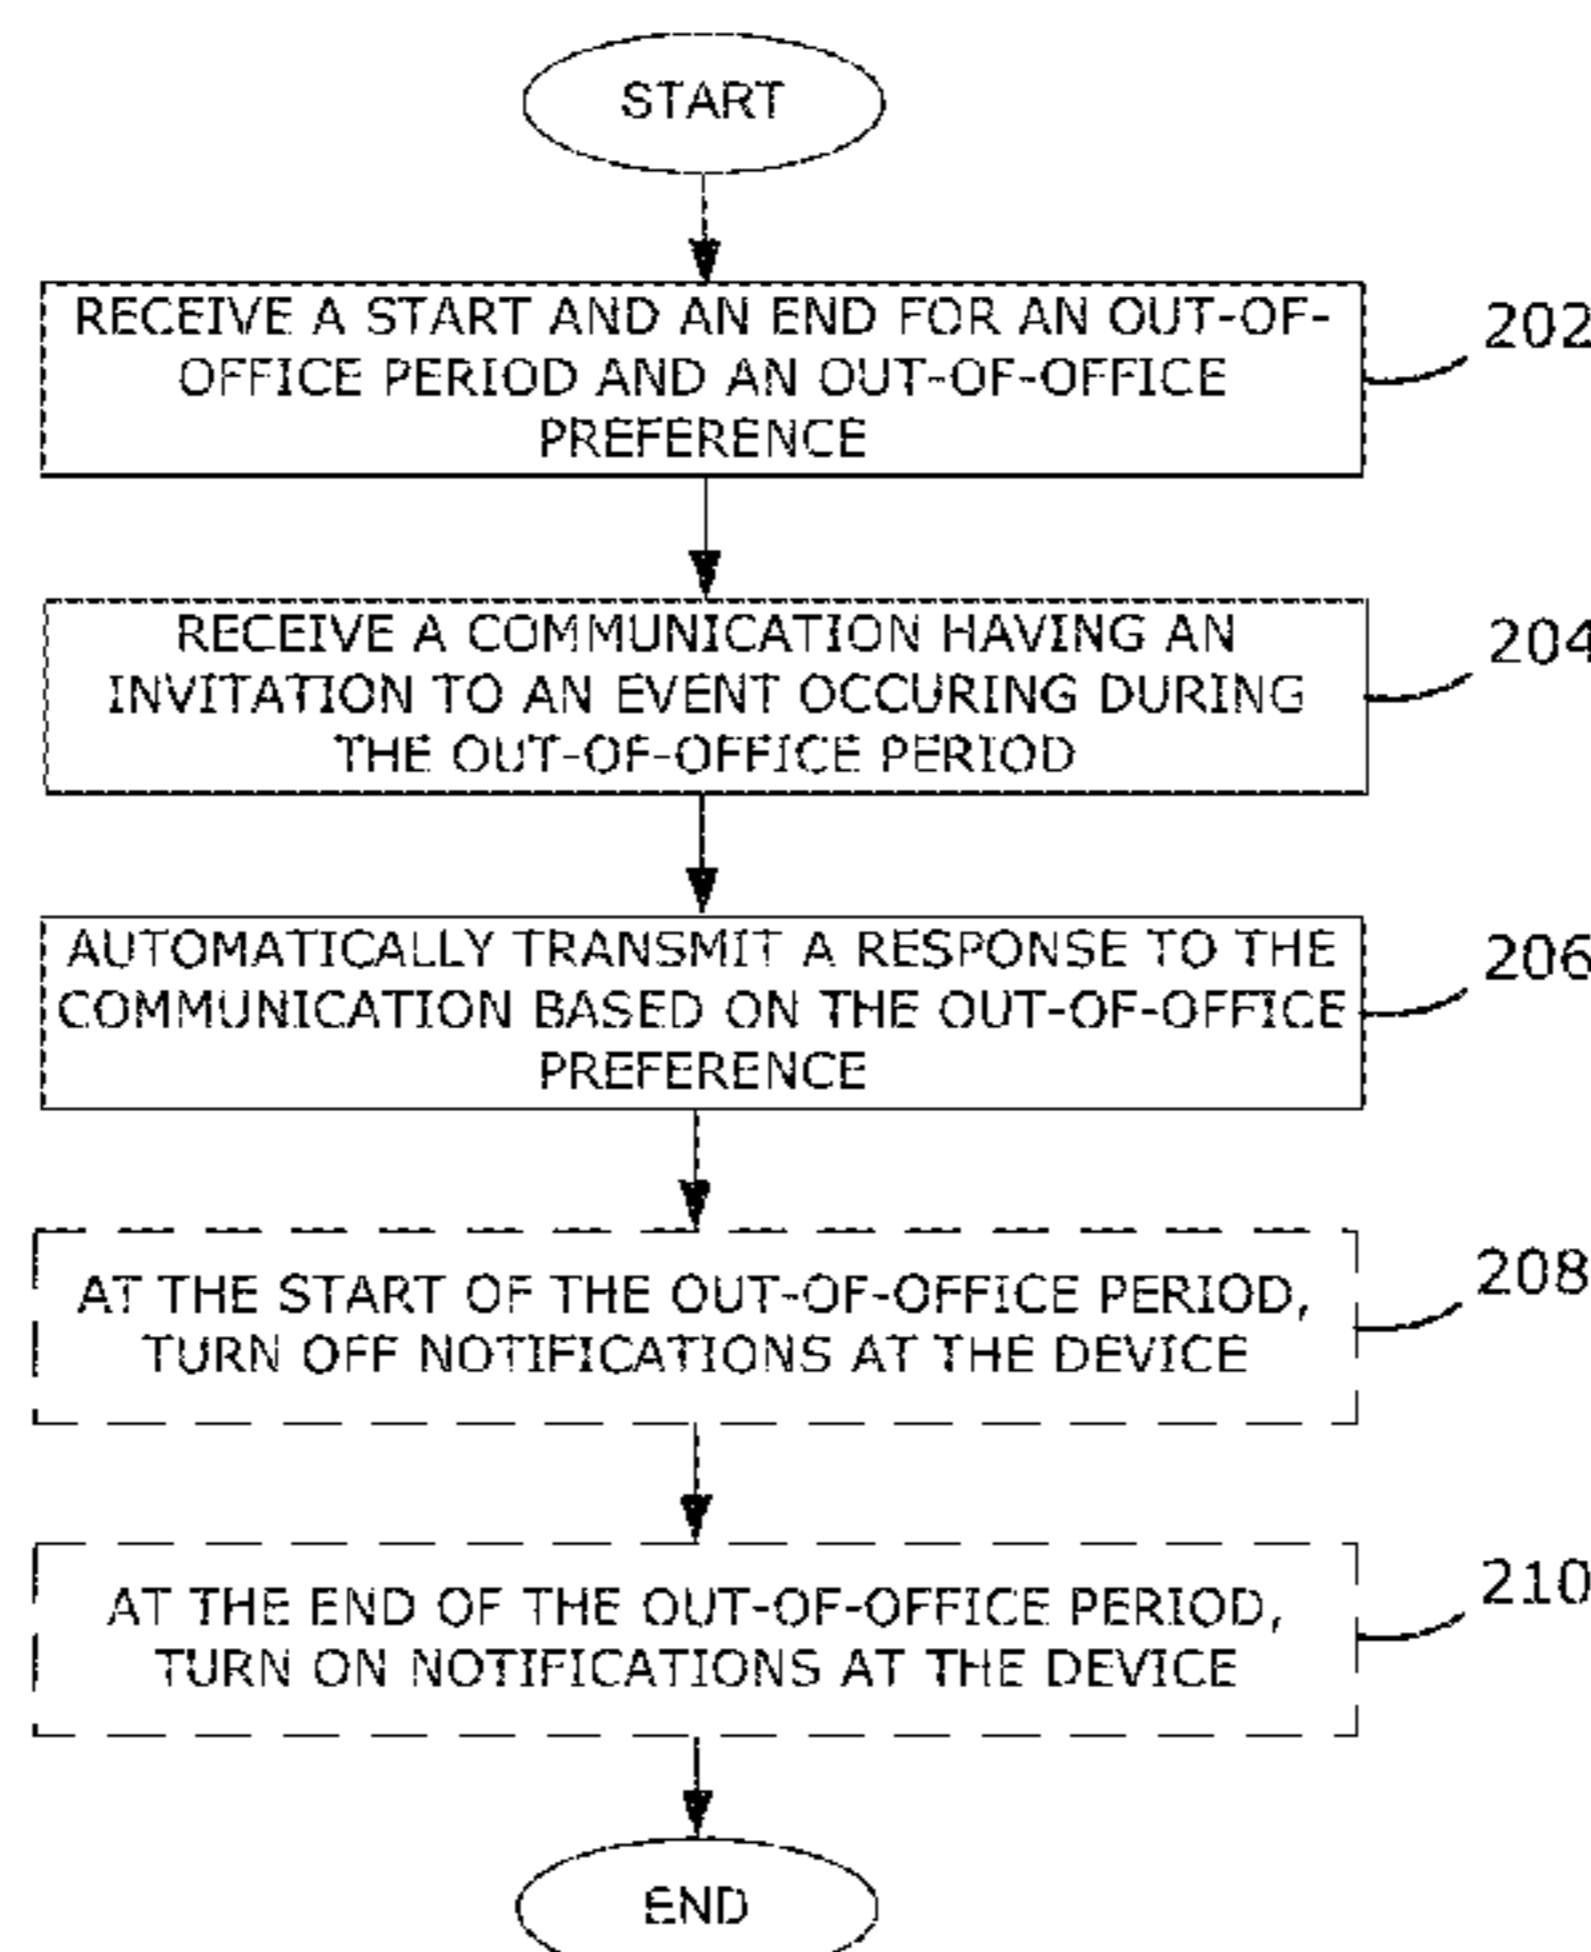 START
RECEIVE A START AND AN END FOR AN OUT-OF-
OFFICE PERIOD AND AN OUT-OF-OFFICE
PREFERENCE
202
RECEIVE A COMMUNICATION HAVING AN
INVITATION TO AN EVENT OCCURING DURING
THE OUT-OF-OFFICE PERIOD
204
AUTOMATICALLY TRANSMIT A RESPONSE TO THE
COMMUNICATION BASED ON THE OUT-OF-OFFICE
PREFERENCE
206
AT THE START OF THE OUT-OF-OFFICE PERIOD,
TURN OFF NOTIFICATIONS AT THE DEVICE
208
AT THE END OF THE OUT-OF-OFFICE PERIOD,
TURN ON NOTIFICATIONS AT THE DEVICE
210
END